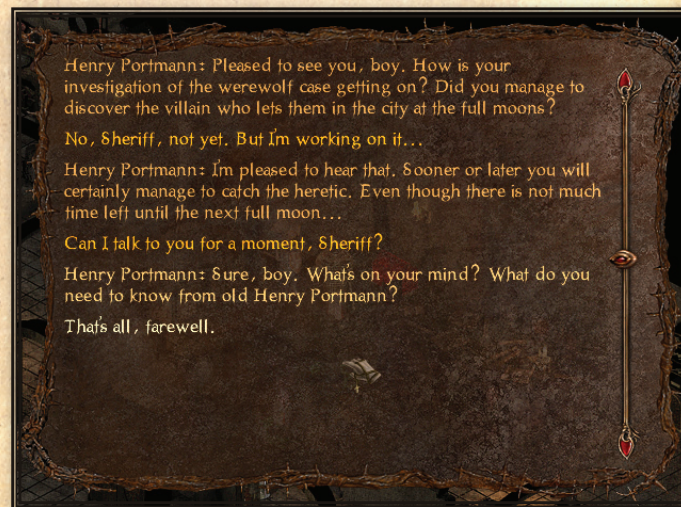 Henry Portmann: Pleased to see you, boy. How is your
investigation of the werewolf case getting on? Did you manage to
discover the villain who lets them in the city at the full moons?
No, Sheriff, not yet. But I'm working on it...
Henry Portmann: I'm pleased to hear that. Sooner or later you will
certainly manage to catch the heretic. Even though there is not much
time left until the next full moon...
Can I talk to you for a moment, Sheriff?
Henry Portmann: Sure, boy. What's on your mind? What do you
need to know from old Henry Portmann?
That's all, farewell.